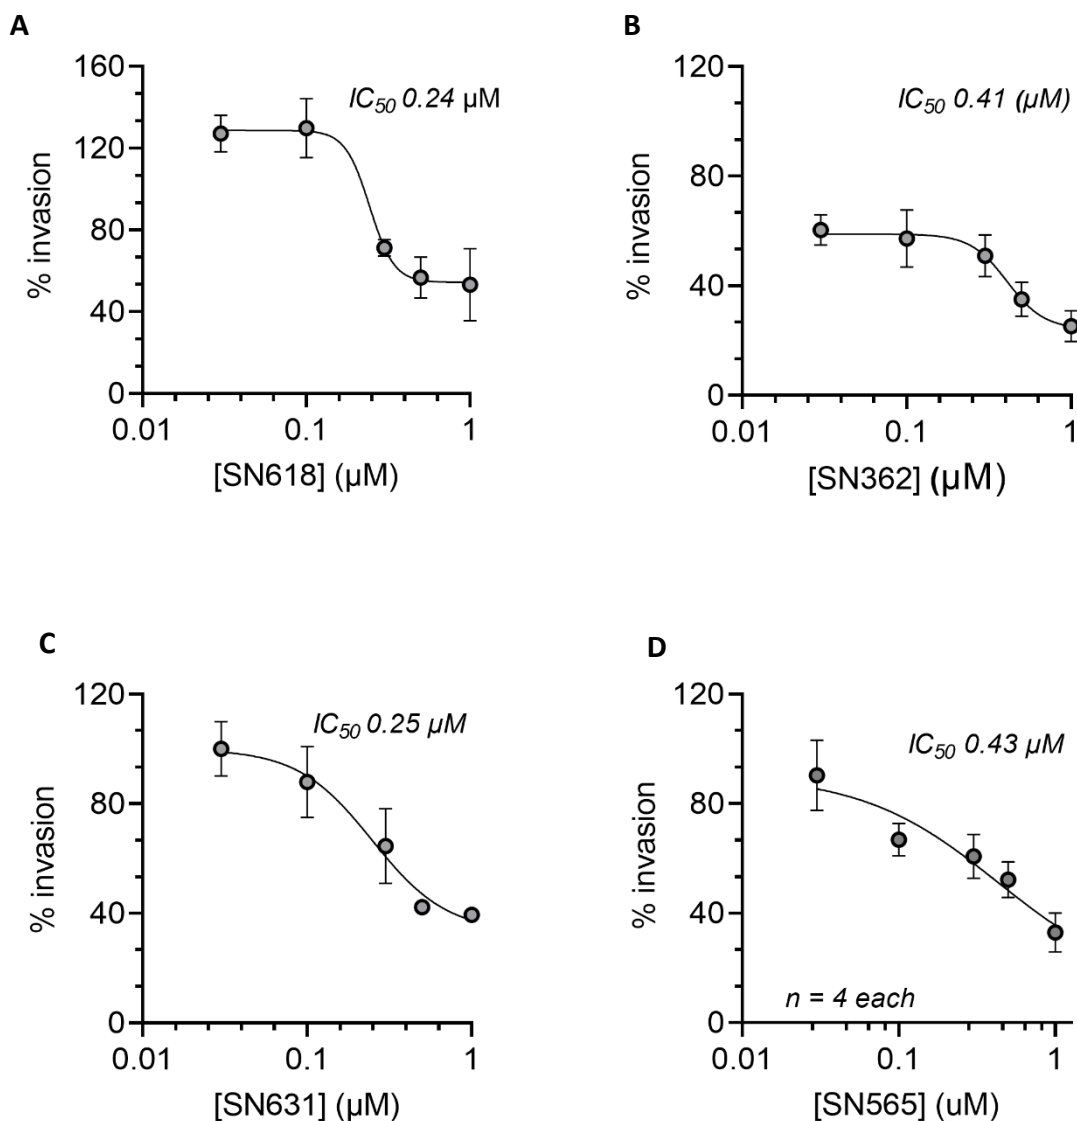 A
160
120
80
40
0
% invasion
IC50 0.24 µM
0.01 0.1 1
[SN618] (µM)
B
120
80
40
0
% invasion
IC50 0.41 (µM)
0.01 0.1 1
[SN362] (µM)
C
120
80
40
0
% invasion
IC50 0.25 µM
0.01 0.1 1
[SN631] (µM)
D
120
80
40
0
% invasion
IC50 0.43 µM
n = 4 each
0.01 0.1 1
[SN565] (uM)